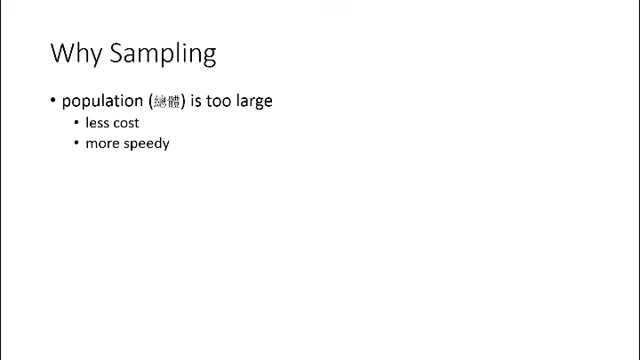 Why Sampling
• population (總體) is too large
• less cost
• more speedy